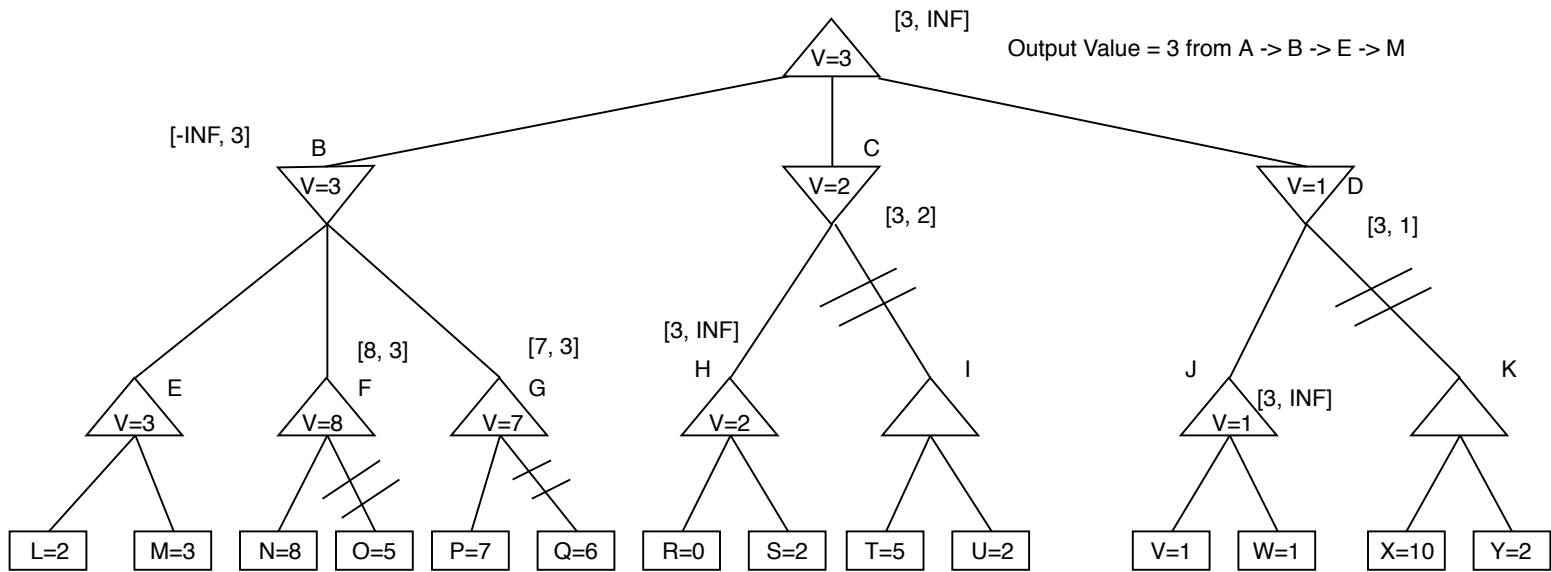 [3, INF]
V=3
Output Value = 3 from A -> B -> E -> M
[-INF, 3]
B
C
V=3
V=2
V=1
D
[3, 2]
[3, 1]
[8, 3]
[7, 3]
[3, INF]
E
F
G
H
I
J
K
V=3
V=8
V=7
V=2
V=1
[3, INF]
L=2
M=3
N=8
O=5
P=7
Q=6
R=0
S=2
T=5
U=2
V=1
W=1
X=10
Y=2